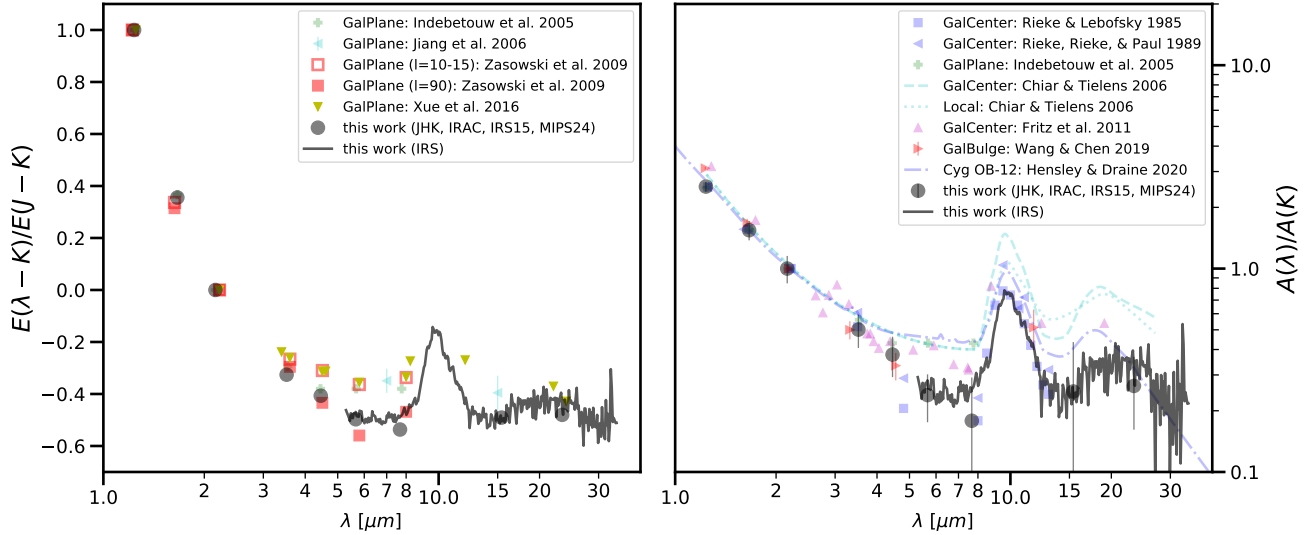 GalPlane: Indebetouw et al. 2005
GalPlane: Jiang et al. 2006
GalPlane (l=10-15): Zasowski et al. 2009
GalPlane (l=90): Zasowski et al. 2009
GalPlane: Xue et al. 2016
this work (JHK, IRAC, IRS15, MIPS24)
this work (IRS)
1.0
0.8
0.6
0.4
0.2
0.0
−0.2
−0.4
−0.6
E(λ − K)/E(J − K)
1.0
2
3
4
5
6
7
8
10.0
15
20
30
λ [μm]
GalCenter: Rieke & Lebofsky 1985
GalCenter: Rieke, Rieke, & Paul 1989
GalPlane: Indebetouw et al. 2005
GalCenter: Chiar & Tielens 2006
Local: Chiar & Tielens 2006
GalCenter: Fritz et al. 2011
GalBulge: Wang & Chen 2019
Cyg OB-12: Hensley & Draine 2020
this work (JHK, IRAC, IRS15, MIPS24)
this work (IRS)
10.0
1.0
0.1
A(λ)/A(K)
1.0
2
3
4
5
6
7
8
10.0
15
20
30
λ [μm]